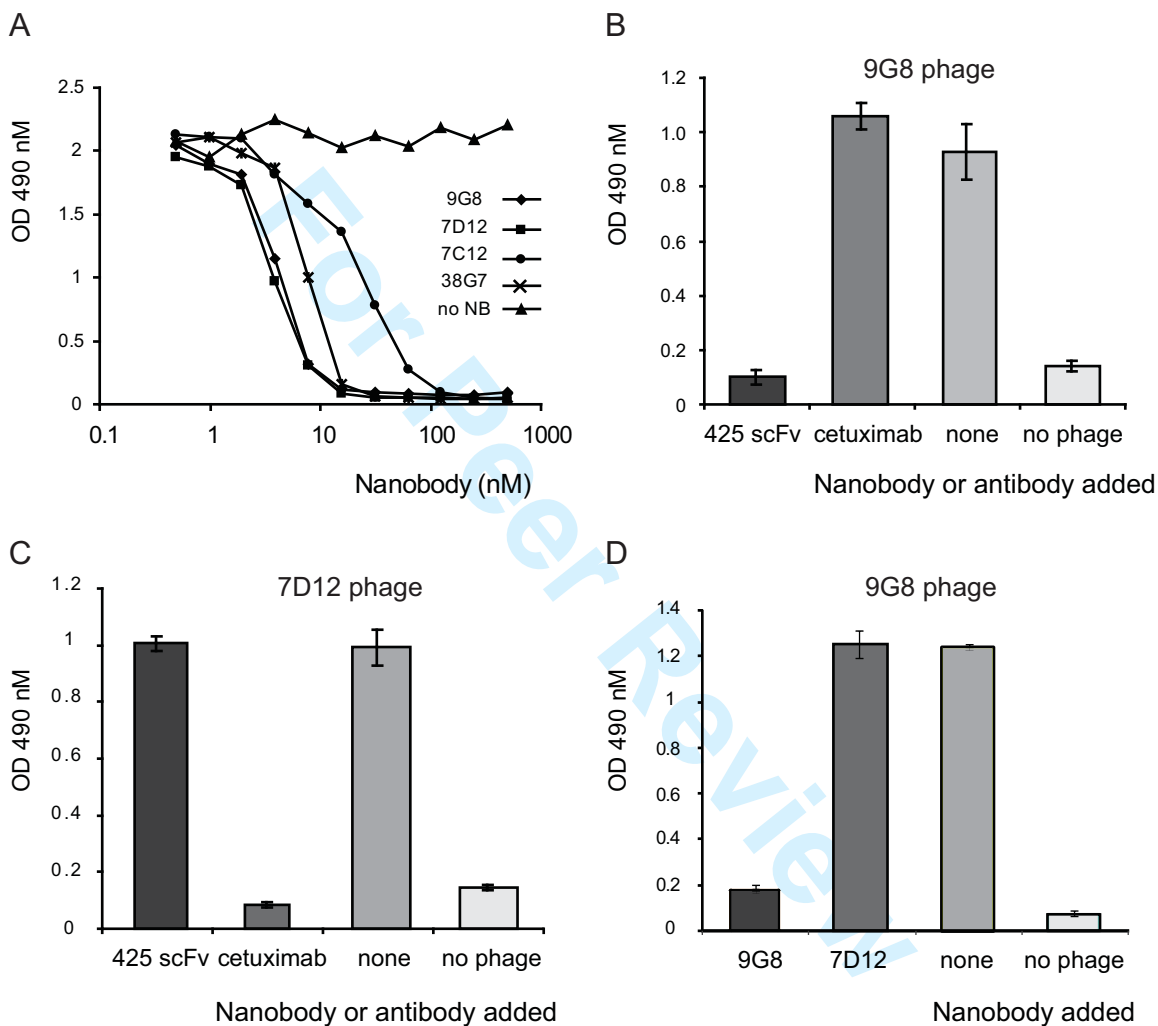 A
2.5
2
1.5
1
0.5
0
OD 490 nM
0.1 1 10 100 1000
Nanobody (nM)
9G8
7D12
7C12
38G7
no NB
B
9G8 phage
1.2
1.0
0.8
0.6
0.4
0.2
0
OD 490 nM
425 scFv cetuximab none no phage
Nanobody or antibody added
C
7D12 phage
1.2
1
0.8
0.6
0.4
0.2
0
OD 490 nM
425 scFv cetuximab none no phage
Nanobody or antibody added
D
9G8 phage
1.4
1.2
1
0.8
0.6
0.4
0.2
0
OD 490 nM
9G8 7D12 none no phage
Nanobody added
For Peer Review